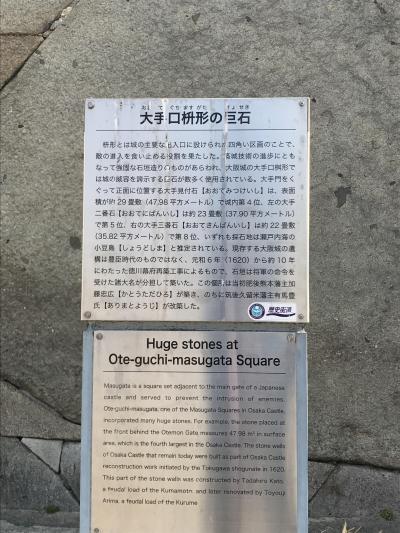 おお て ぐち ます がた きょ せき
大手口枡形の巨石
枡形とは城の主要な出入口に設けられた四角い区画のことで、
敵の進入を食い止める役割を果たした。築城技術の進歩にとも
なって強固な石垣造りのものがあらわれ、大阪城の大手口枡形で
は城の威容を誇示する巨石が数多く使用されている。大手門をく
ぐって正面に位置する大手見付石【おおてみつけいし】は、表面
積が約29畳敷(47.98平方メートル)で城内第4位、左の大手
二番石【おおてにばんいし】は約23畳敷(37.90平方メートル)
で第5位、右の大手三番石【おおてさんばんいし】は約22畳敷
(35.82平方メートル)で第8位、いずれも採石地は瀬戸内海の
小豆島【しょうどしま】と推定されている。現存する大阪城の遺
構は豊臣時代のものではなく、元和6年(1620)から約10年
にわたった徳川幕府再築工事によるもので、石垣は将軍の命令を
受けた諸大名が分担して築いた。この個所は当初肥後熊本藩主加
藤忠広【かとうただひろ】が築き、のちに筑後久留米藩主有馬豊
氏【ありまとようじ】が改築した。
歴史街道
Huge stones at
Ote-guchi-masugata Square
Masugata is a square set adjacent to the main gate of a Japanese
castle and served to prevent the intrusion of enemies.
Ote-guchi-masugata, one of the Masugata Squares in Osaka Castle,
incorporated many huge stones. For example, the stone placed at
the front behind the Otemon Gate measures 47.98 m² in surface
area, which is the fourth largest in the Osaka Castle. The stone walls
of Osaka Castle that remain today were built as part of Osaka Castle
reconstruction work initiated by the Tokugawa shogunate in 1620.
This part of the stone walls was constructed by Tadahiro Kato,
a feudal load of the Kumamoto, and later renovated by Toyouji
Arima, a feudal load of the Kurume.